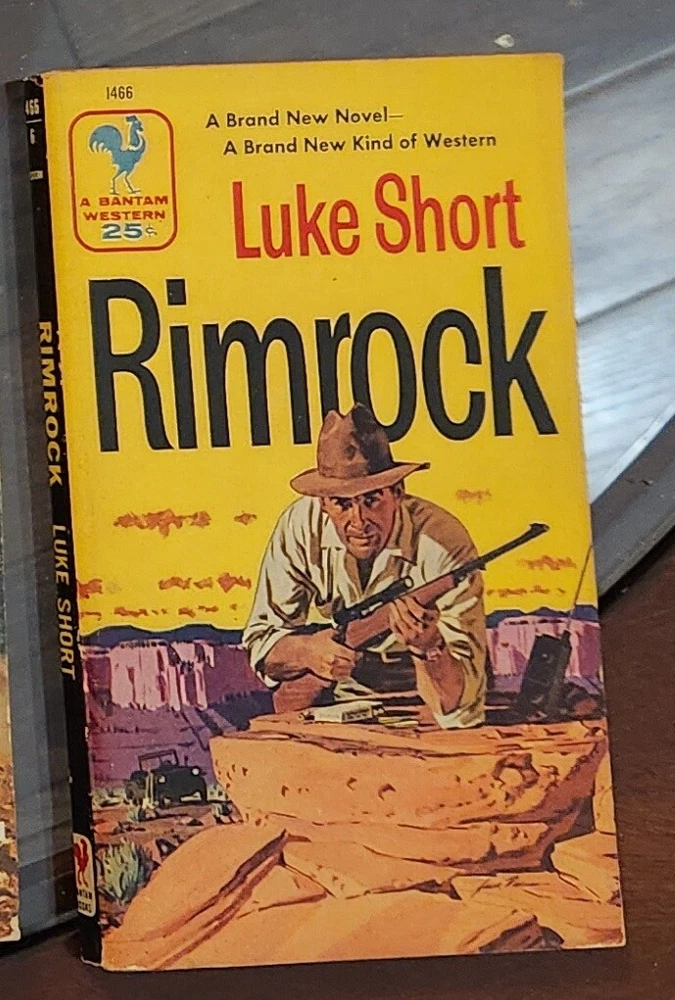 1466
A Brand New Novel—
A Brand New Kind of Western
A BANTAM
WESTERN
25¢
Luke Short
Rimrock
RIMROCK LUKE SHORT